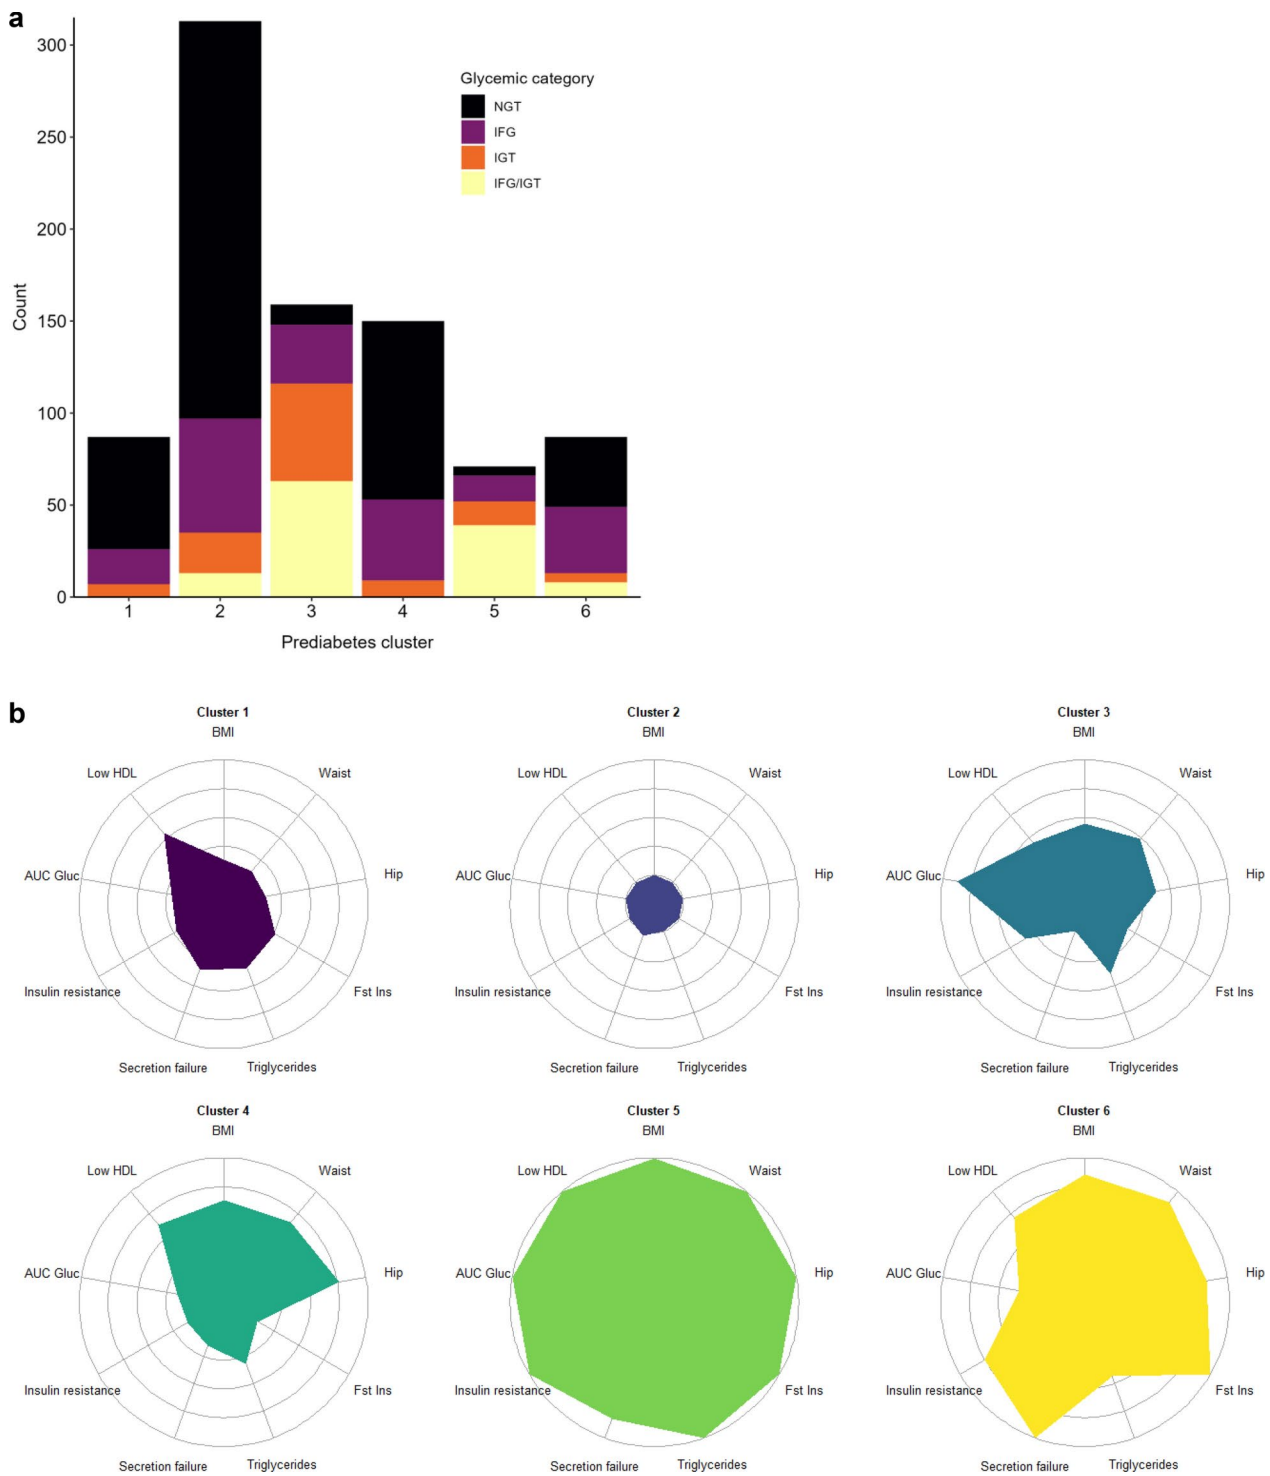 a
Glycemic category
NGT
IFG
IGT
IFG/IGT
Count
300
250
200
150
100
50
0
1 2 3 4 5 6
Prediabetes cluster
b
Cluster 1
BMI
Low HDL
Waist
AUC Gluc
Hip
Insulin resistance
Fst Ins
Secretion failure
Triglycerides
Cluster 2
BMI
Low HDL
Waist
AUC Gluc
Hip
Insulin resistance
Fst Ins
Secretion failure
Triglycerides
Cluster 3
BMI
Low HDL
Waist
AUC Gluc
Hip
Insulin resistance
Fst Ins
Secretion failure
Triglycerides
Cluster 4
BMI
Low HDL
Waist
AUC Gluc
Hip
Insulin resistance
Fst Ins
Secretion failure
Triglycerides
Cluster 5
BMI
Low HDL
Waist
AUC Gluc
Hip
Insulin resistance
Fst Ins
Secretion failure
Triglycerides
Cluster 6
BMI
Low HDL
Waist
AUC Gluc
Hip
Insulin resistance
Fst Ins
Secretion failure
Triglycerides